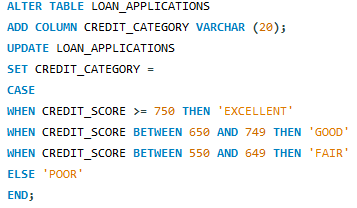 ALTER TABLE LOAN_APPLICATIONS
ADD COLUMN CREDIT_CATEGORY VARCHAR (20);
UPDATE LOAN_APPLICATIONS
SET CREDIT_CATEGORY =
CASE
WHEN CREDIT_SCORE >= 750 THEN 'EXCELLENT'
WHEN CREDIT_SCORE BETWEEN 650 AND 749 THEN 'GOOD'
WHEN CREDIT_SCORE BETWEEN 550 AND 649 THEN 'FAIR'
ELSE 'POOR'
END;